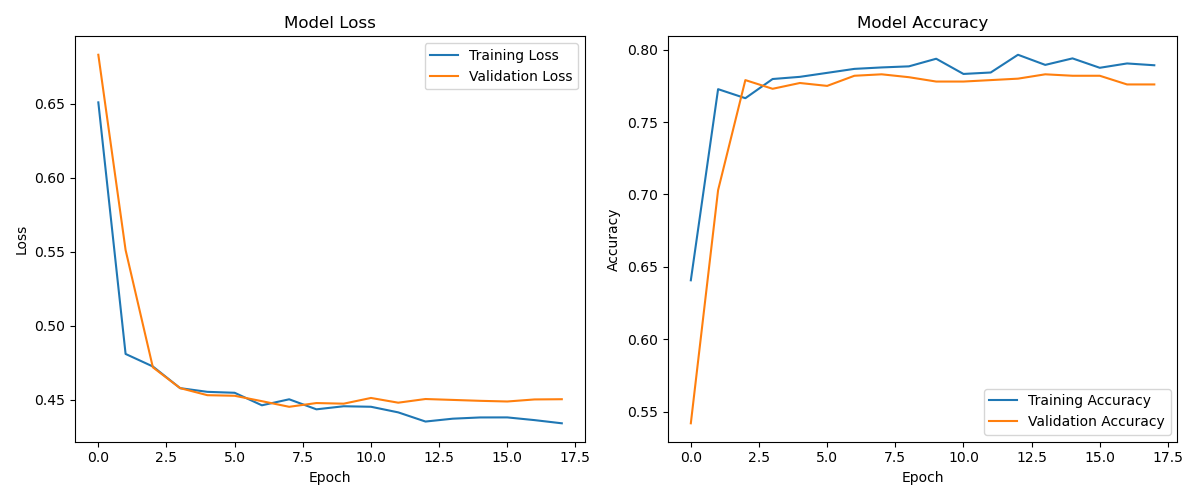 Model Loss
Training Loss
Validation Loss
0.65
0.60
0.55
0.50
0.45
Loss
0.0 2.5 5.0 7.5 10.0 12.5 15.0 17.5
Epoch
Model Accuracy
0.80
0.75
0.70
0.65
0.60
0.55
Accuracy
Training Accuracy
Validation Accuracy
0.0 2.5 5.0 7.5 10.0 12.5 15.0 17.5
Epoch